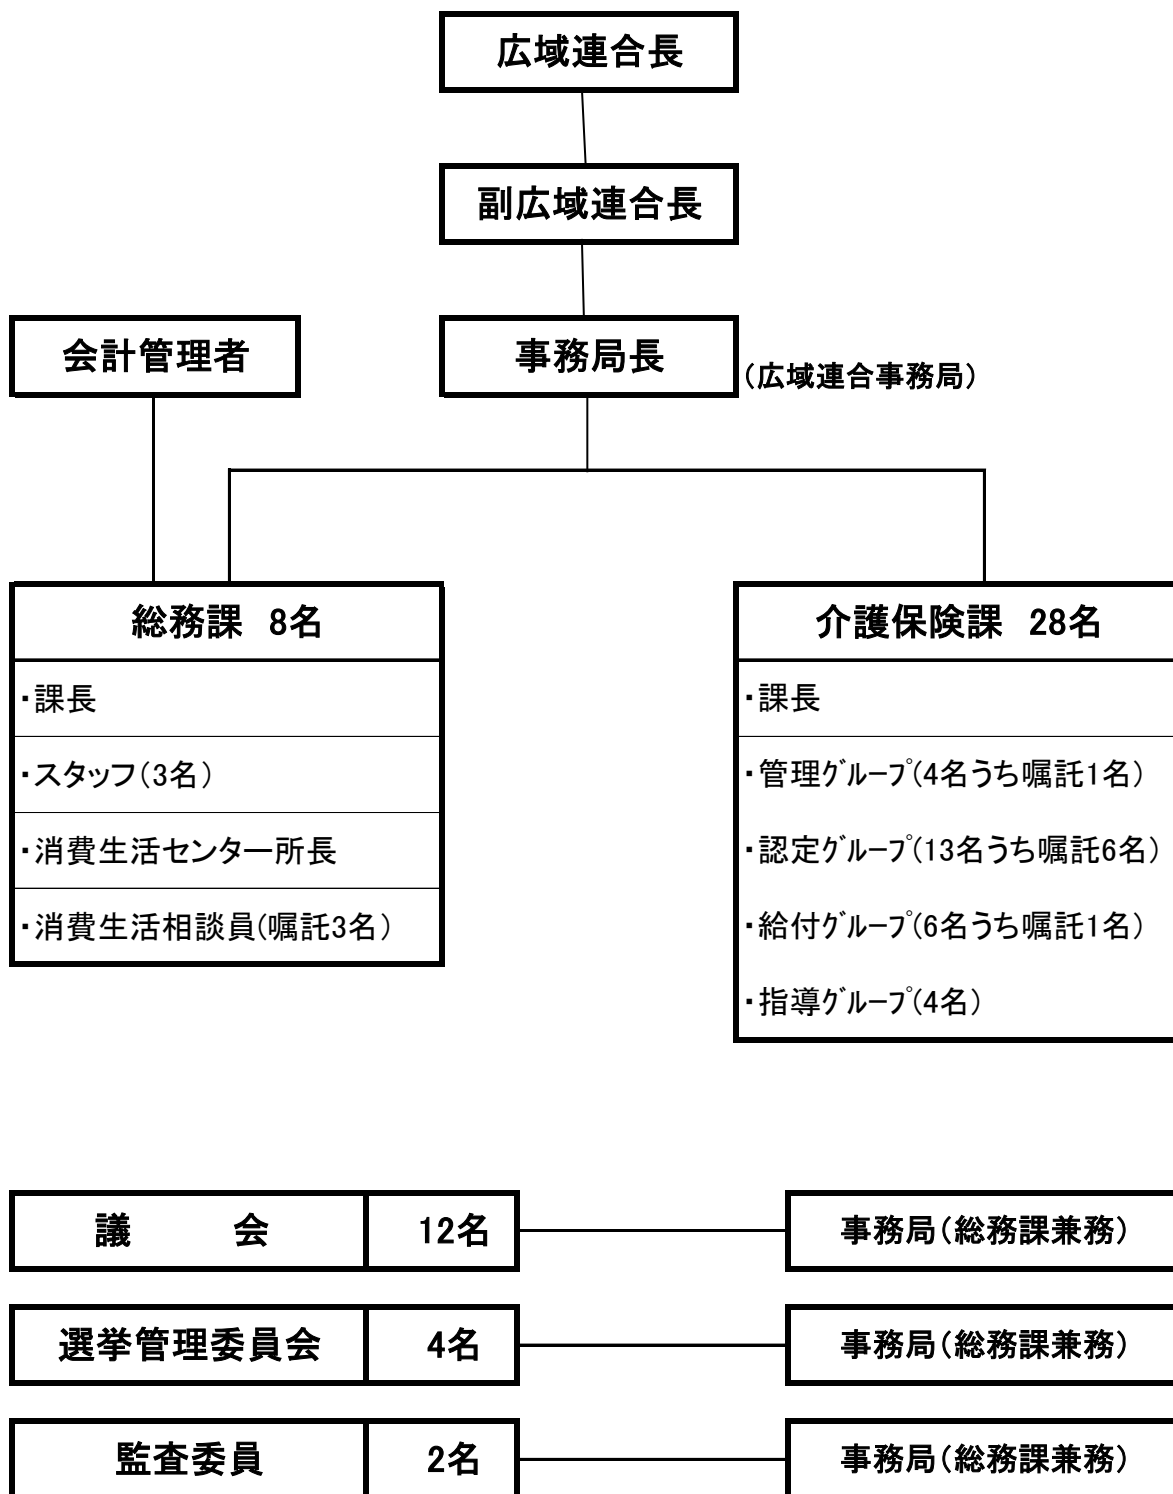 広域連合長
副広域連合長
会計管理者
事務局長
(広域連合事務局)
総務課 8名
・課長
・スタッフ(3名)
・消費生活センター所長
・消費生活相談員(嘱託3名)
介護保険課 28名
・課長
・管理ｸﾞﾙｰﾌﾟ(4名うち嘱託1名)
・認定ｸﾞﾙｰﾌﾟ(13名うち嘱託6名)
・給付ｸﾞﾙｰﾌﾟ(6名うち嘱託1名)
・指導ｸﾞﾙｰﾌﾟ(4名)
議 会 12名 事務局(総務課兼務)
選挙管理委員会 4名 事務局(総務課兼務)
監査委員 2名 事務局(総務課兼務)